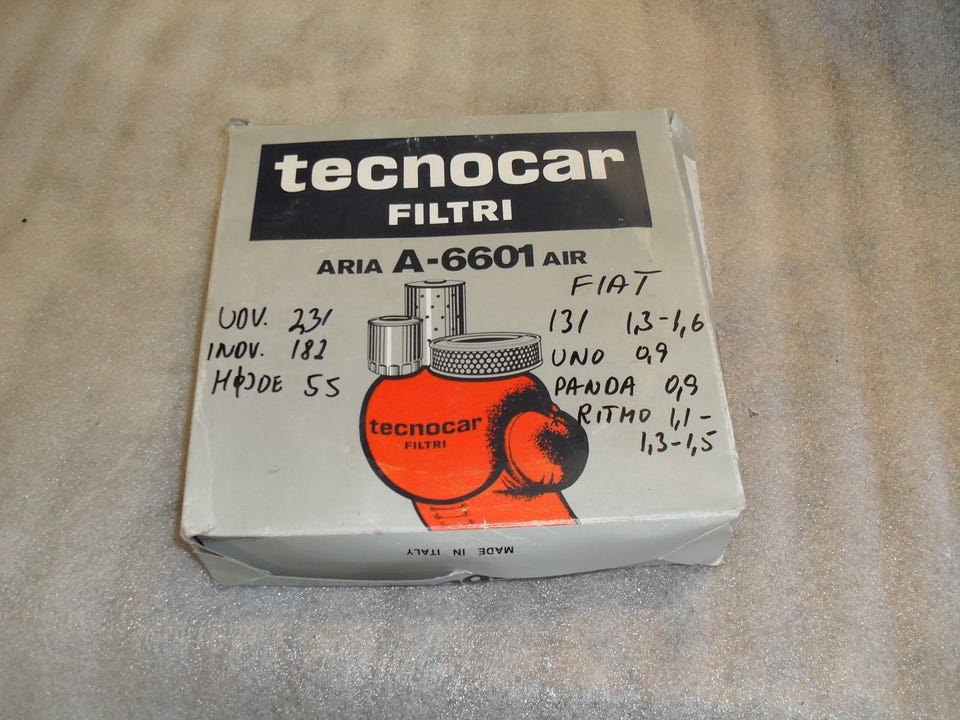 tecnocar
FILTRI
ARIA A-6601 AIR
FIAT
UDV. 231
INDV. 182
HØJDE 55
131 1,3-1,6
UNO 0,9
PANDA 0,9
RITMO 1,1-
1,3-1,5
tecnocar
FILTRI
MADE IN ITALY